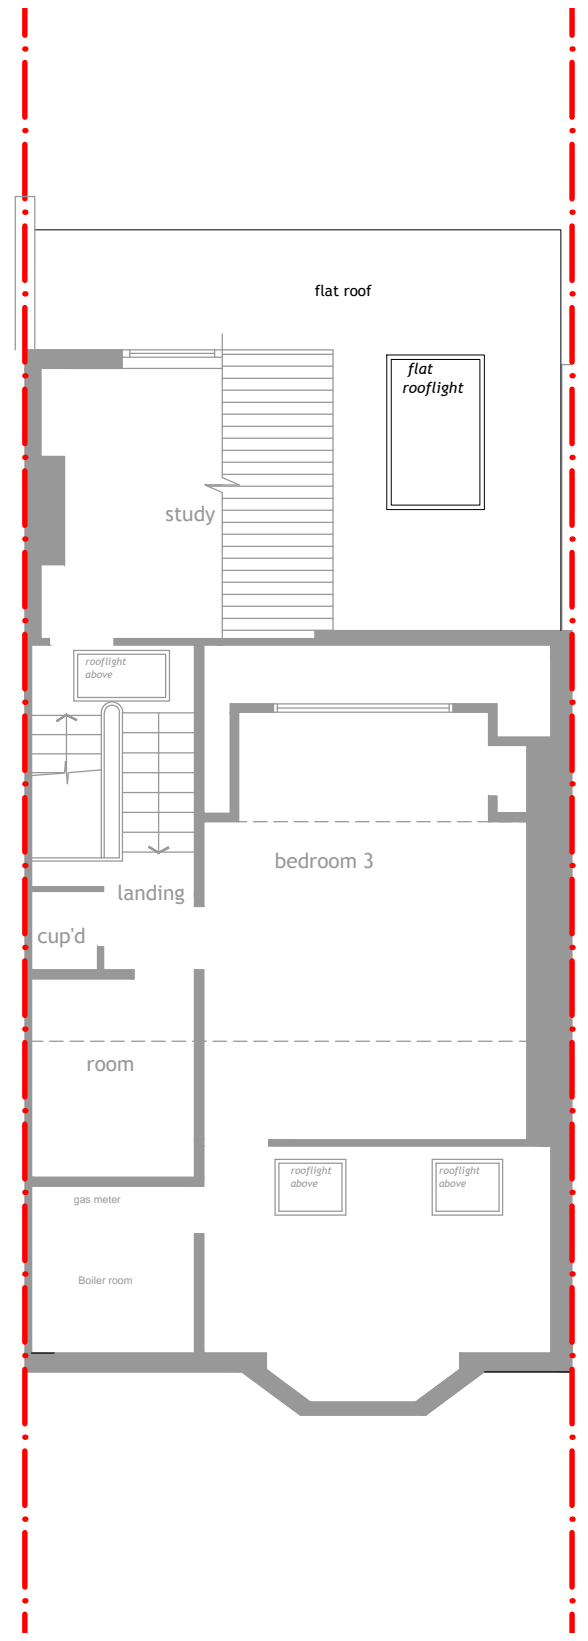 flat roof
flat
rooflight
study
rooflight
above
bedroom 3
landing
cup'd
room
rooflight
above
rooflight
above
gas meter
Boiler room